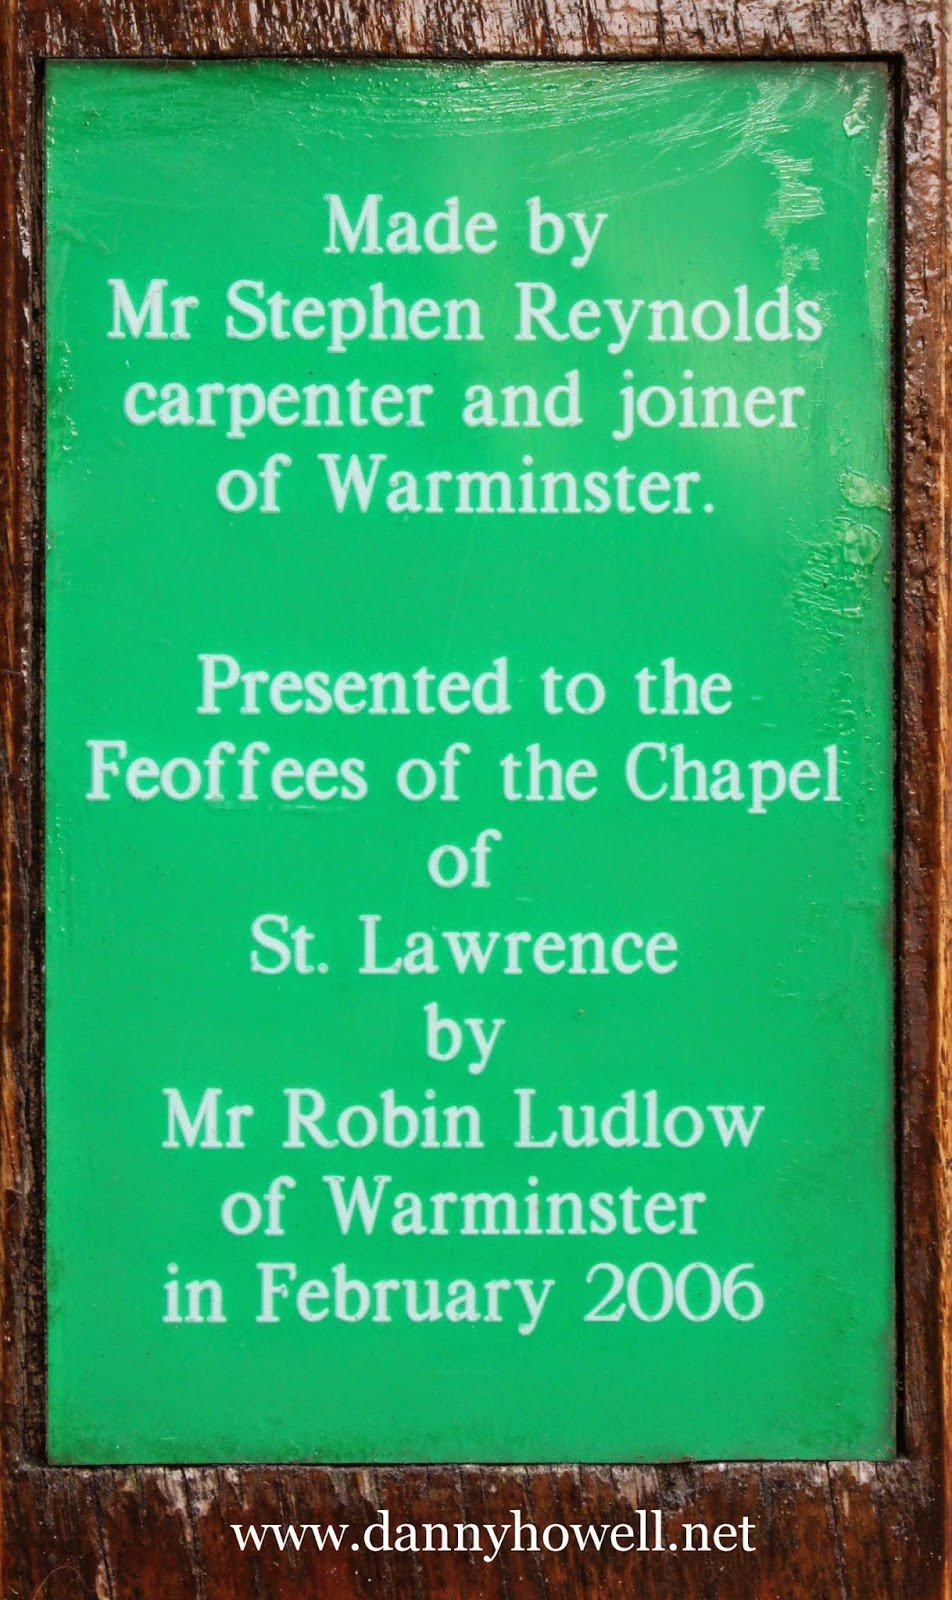 Made by
Mr Stephen Reynolds
carpenter and joiner
of Warminster.
Presented to the
Feoffees of the Chapel
of
St. Lawrence
by
Mr Robin Ludlow
of Warminster
in February 2006
www.dannyhowell.net